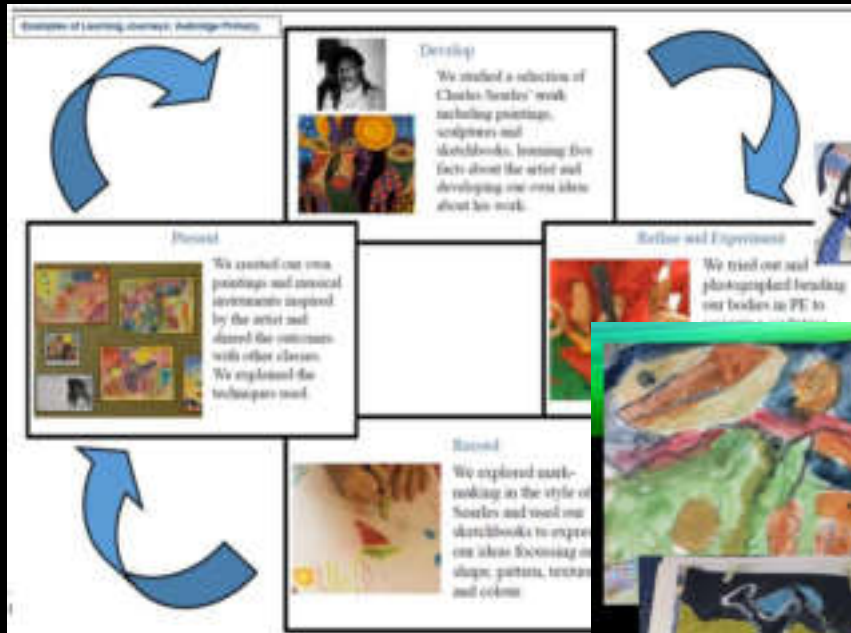 Examples of Learning Journeys: Primary
Develop
We studied a selection of
Charles Searles' work
including paintings,
sculptures and
sketchbooks, learning five
facts about the artist and
developing our own ideas
about his work.
Present
We created our own
paintings and musical
instruments inspired
by the artist and
shared the outcomes
with other classes.
We explained the
techniques used.
Refine and Experiment
We tried out and
photographed bending
our bodies in PE to
Record
We explored mark-
making in the style of
Searles and used our
sketchbooks to expre
our ideas focussing o
shape, pattern, textur
and colour